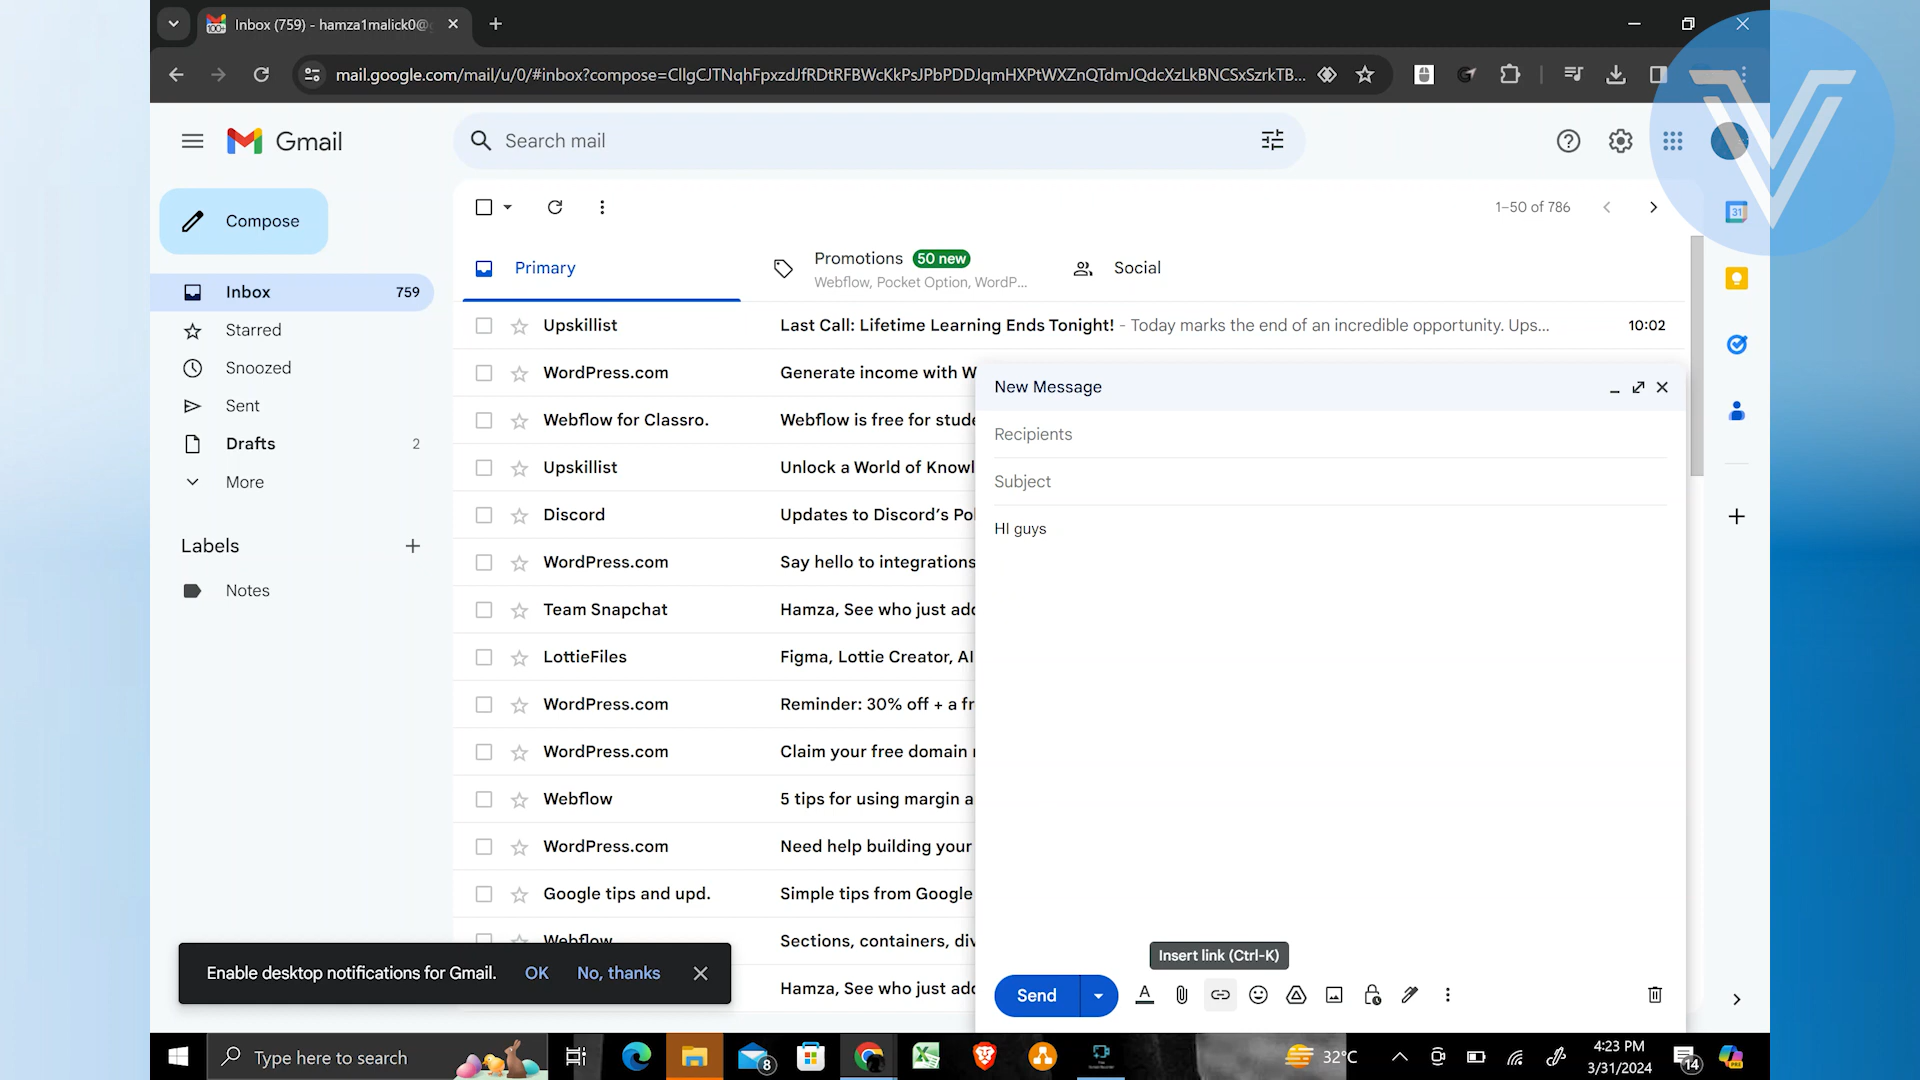 Inbox (759) - hamza1malick0@
mail.google.com/mail/u/0/#inbox?compose=CllgCJTNqhFpxzdJfRDtRFBWcKkPsJPbPDDJqmHXPtWXZnQTdmJQdcXzLkBNCSxSzrkTB...
Gmail
Search mail
Compose
1–50 of 786
Primary
Promotions 50 new
Webflow, Pocket Option, WordP...
Social
Inbox 759
Starred
Snoozed
Sent
Drafts 2
More
Labels
Notes
Upskillist Last Call: Lifetime Learning Ends Tonight! - Today marks the end of an incredible opportunity. Ups... 10:02
WordPress.com Generate income with W
Webflow for Classro. Webflow is free for stude
Upskillist Unlock a World of Knowl
Discord Updates to Discord's Pol
WordPress.com Say hello to integrations
Team Snapchat Hamza, See who just add
LottieFiles Figma, Lottie Creator, AI
WordPress.com Reminder: 30% off + a fr
WordPress.com Claim your free domain
Webflow 5 tips for using margin a
WordPress.com Need help building your
Google tips and upd. Simple tips from Google
Webflow Sections, containers, div
Hamza, See who just add
New Message
Recipients
Subject
HI guys
Insert link (Ctrl-K)
Send
Enable desktop notifications for Gmail. OK No, thanks
31
Type here to search
8
32°C
4:23 PM
3/31/2024
14